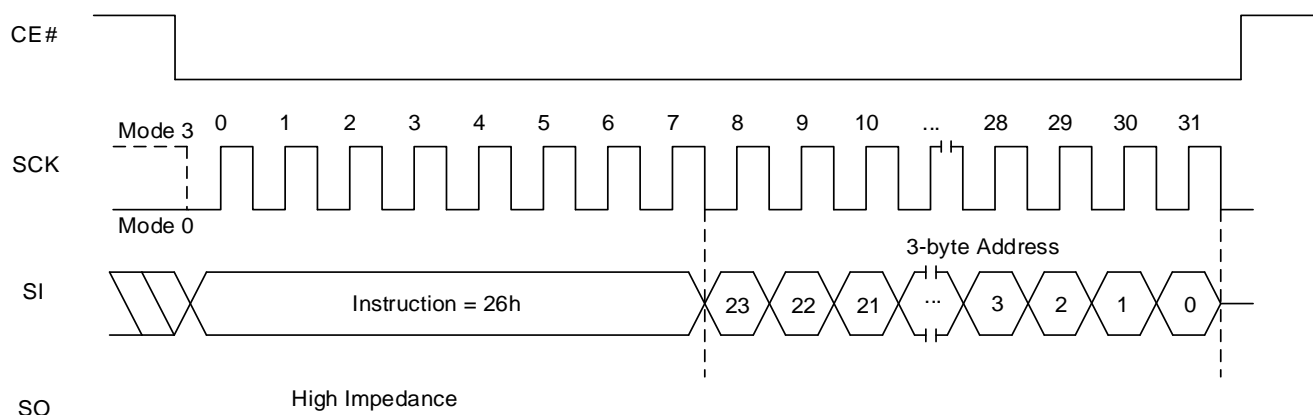 CE#
Mode 3
0 1 2 3 4 5 6 7 8 9 10 ... 28 29 30 31
SCK
Mode 0
3-byte Address
SI
Instruction = 26h
23 22 21 ... 3 2 1 0
High Impedance
SO